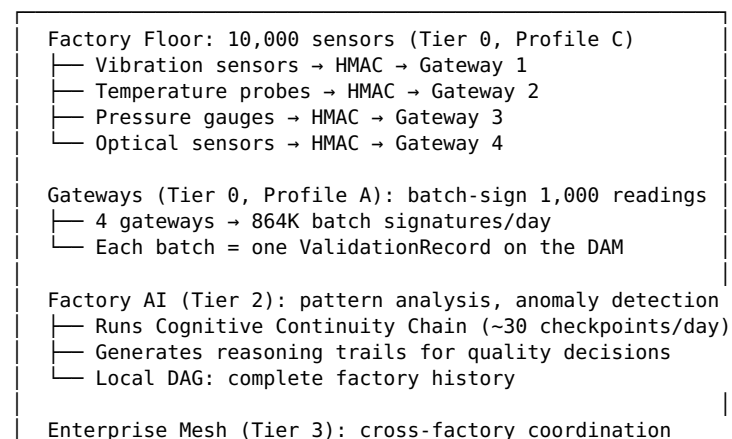 Factory Floor: 10,000 sensors (Tier 0, Profile C)
├── Vibration sensors → HMAC → Gateway 1
├── Temperature probes → HMAC → Gateway 2
├── Pressure gauges → HMAC → Gateway 3
└── Optical sensors → HMAC → Gateway 4
Gateways (Tier 0, Profile A): batch-sign 1,000 readings
├── 4 gateways → 864K batch signatures/day
└── Each batch = one ValidationRecord on the DAM
Factory AI (Tier 2): pattern analysis, anomaly detection
├── Runs Cognitive Continuity Chain (~30 checkpoints/day)
├── Generates reasoning trails for quality decisions
└── Local DAG: complete factory history
Enterprise Mesh (Tier 3): cross-factory coordination